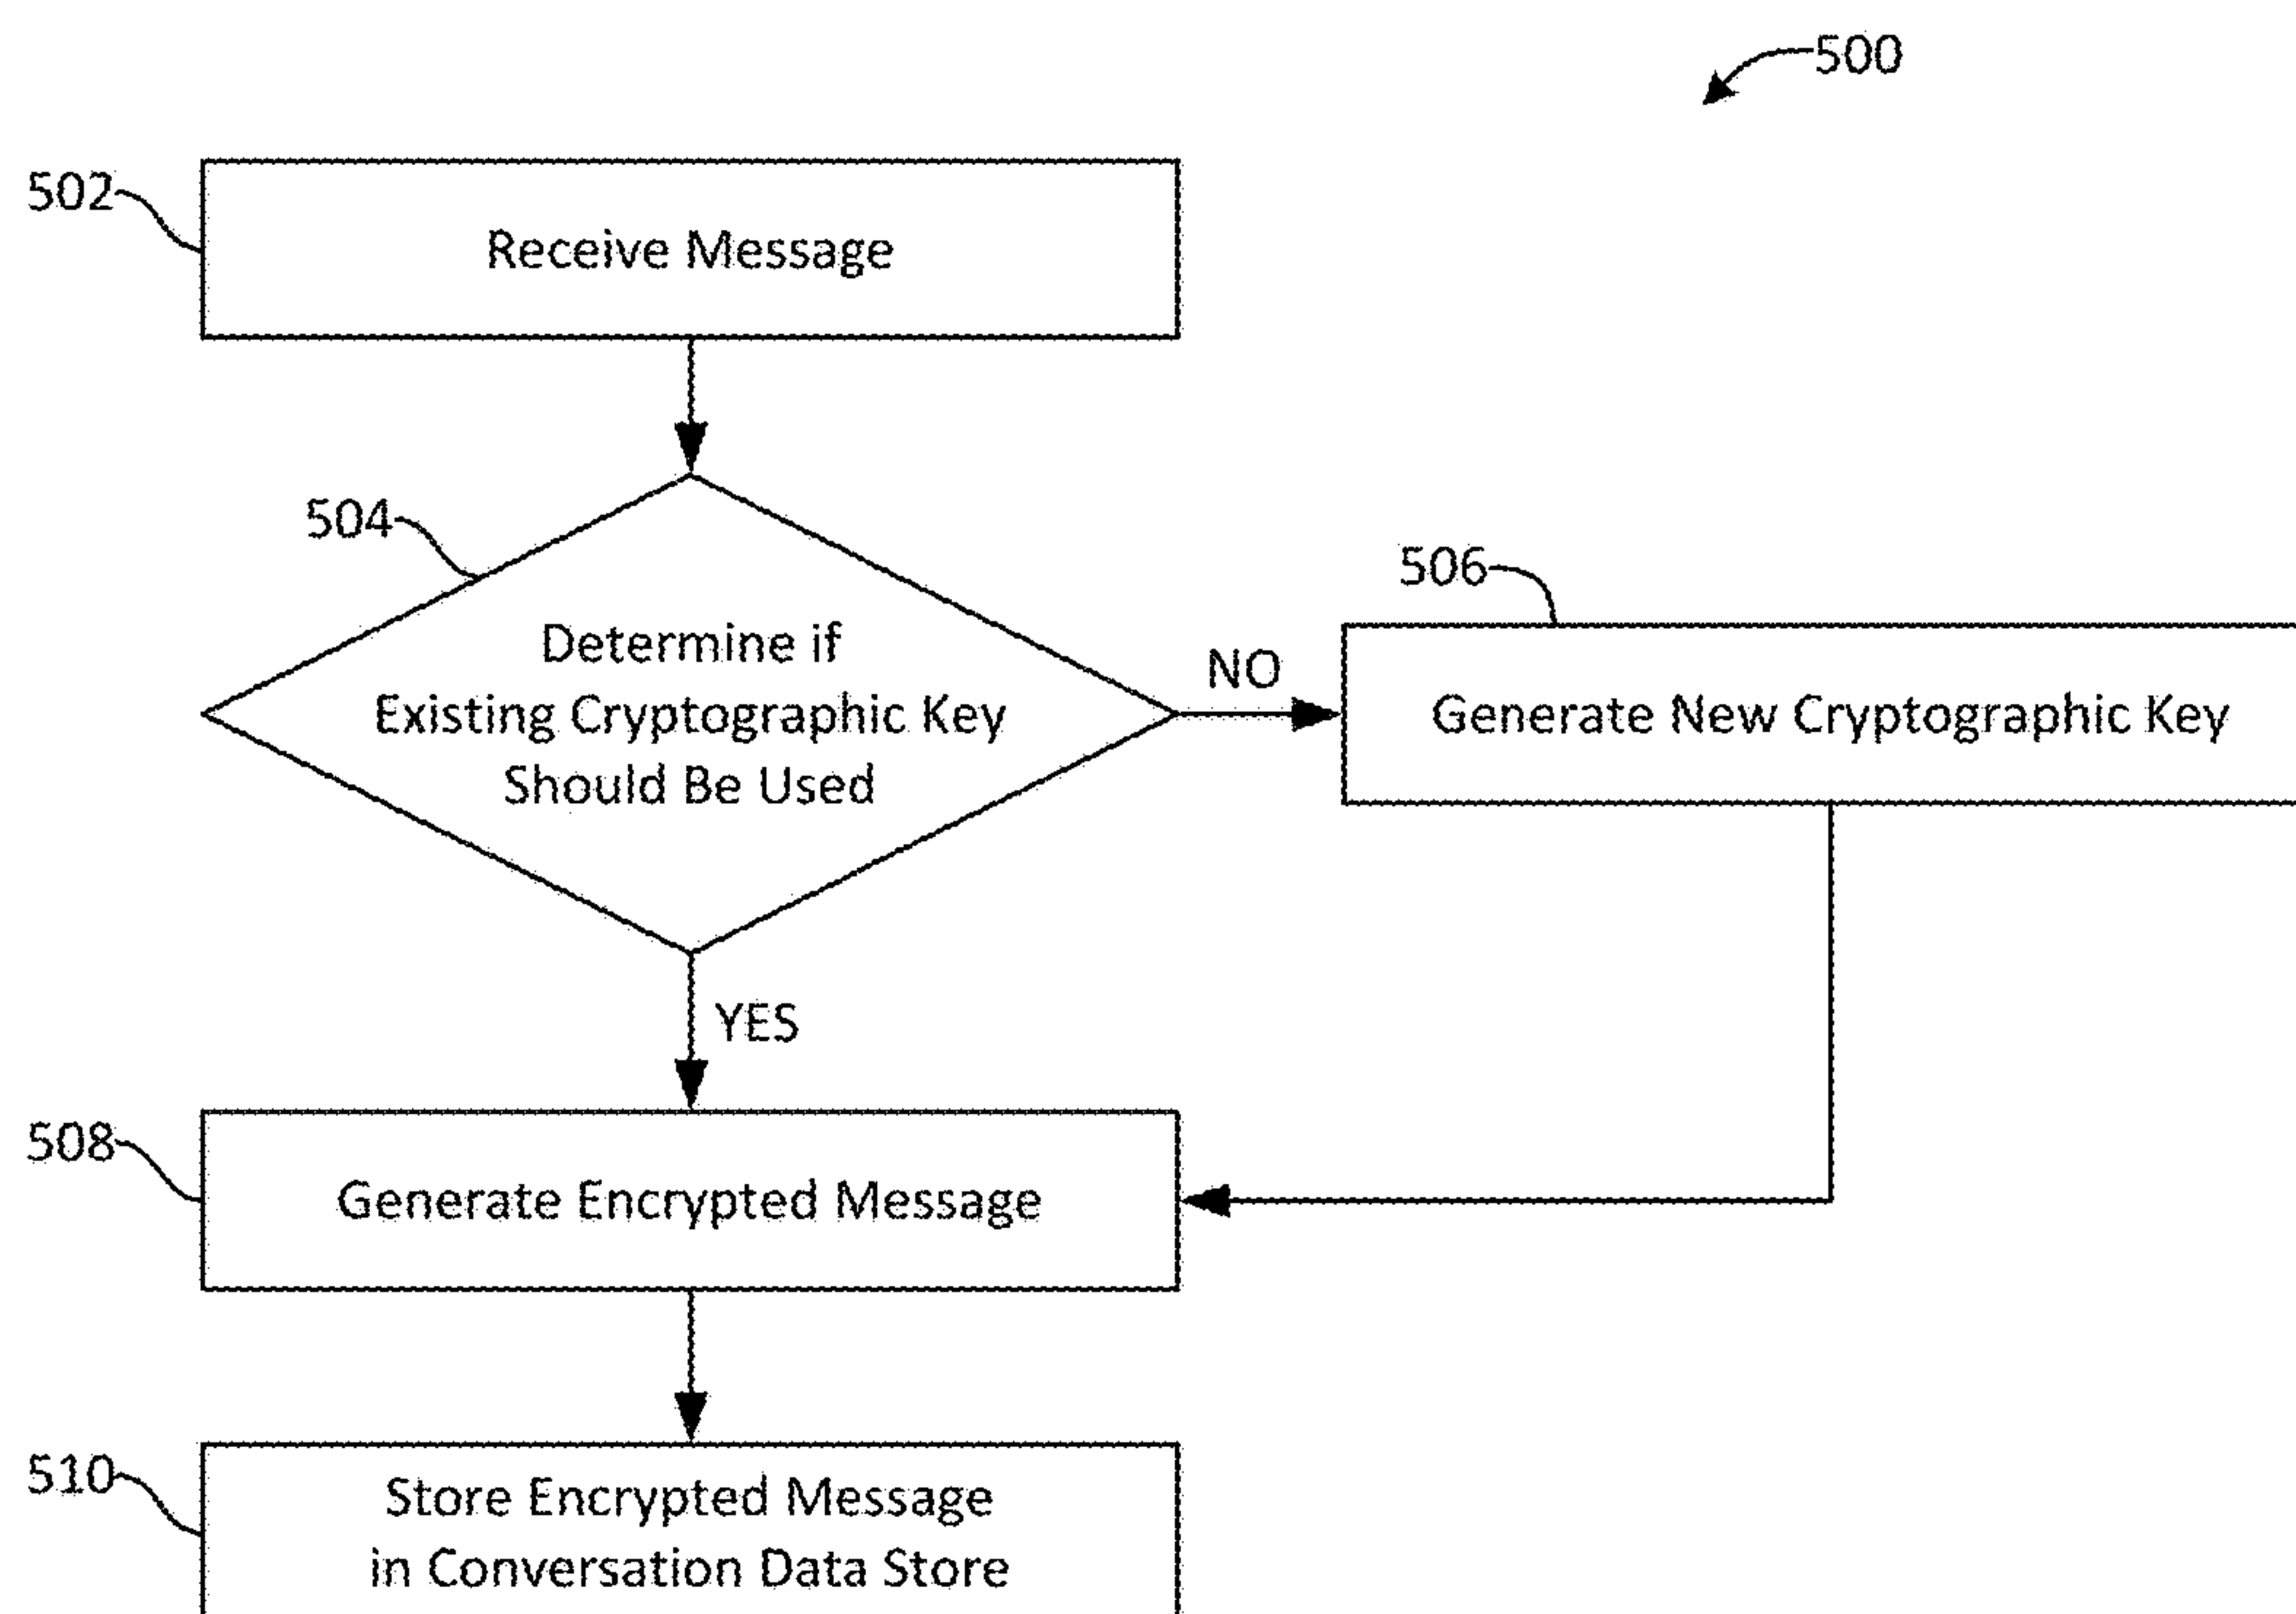 500
502
Receive Message
504
Determine if
Existing Cryptographic Key
Should Be Used
NO
506
Generate New Cryptographic Key
YES
508
Generate Encrypted Message
510
Store Encrypted Message
in Conversation Data Store